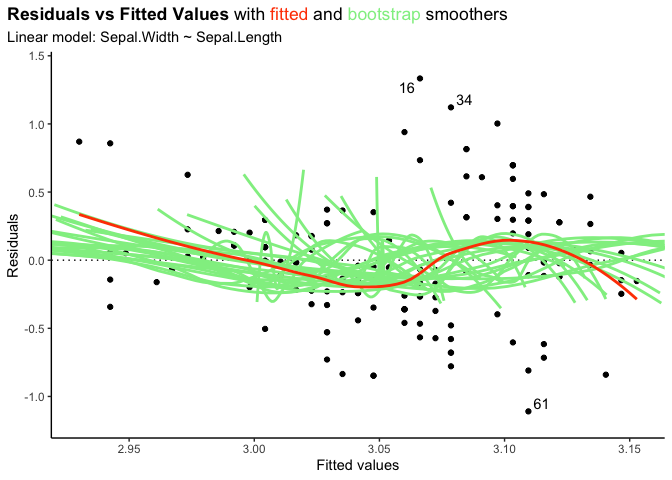 Residuals vs Fitted Values with fitted and bootstrap smoothers
Linear model: Sepal.Width ~ Sepal.Length
1.5
16
34
1.0
0.5
Residuals
0.0
-0.5
-1.0
61
2.95 3.00 3.05 3.10 3.15
Fitted values